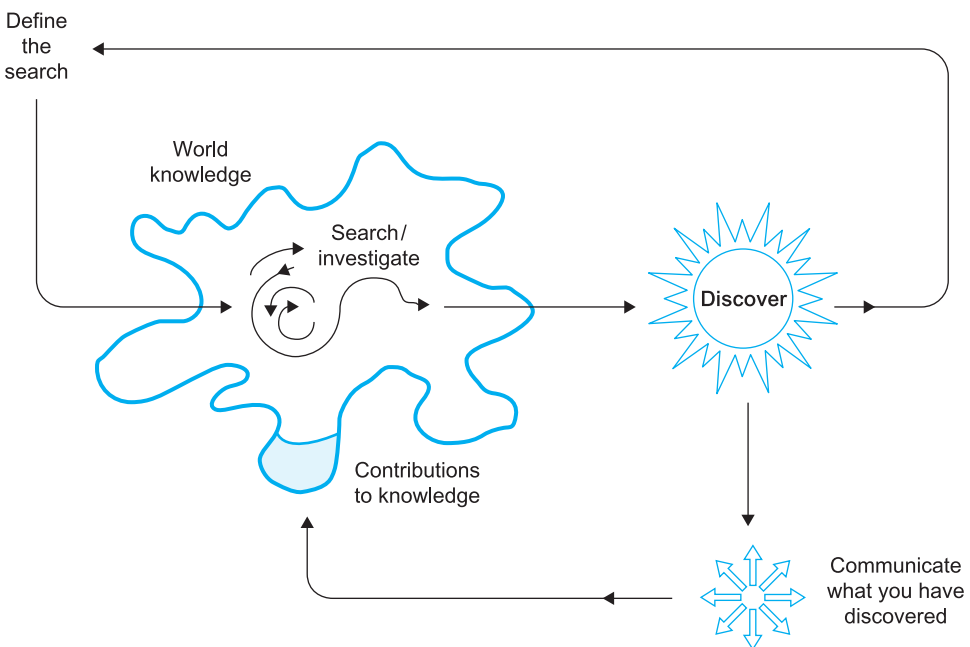 Define
the
search
World
knowledge
Search/
investigate
Discover
Contributions
to knowledge
Communicate
what you have
discovered